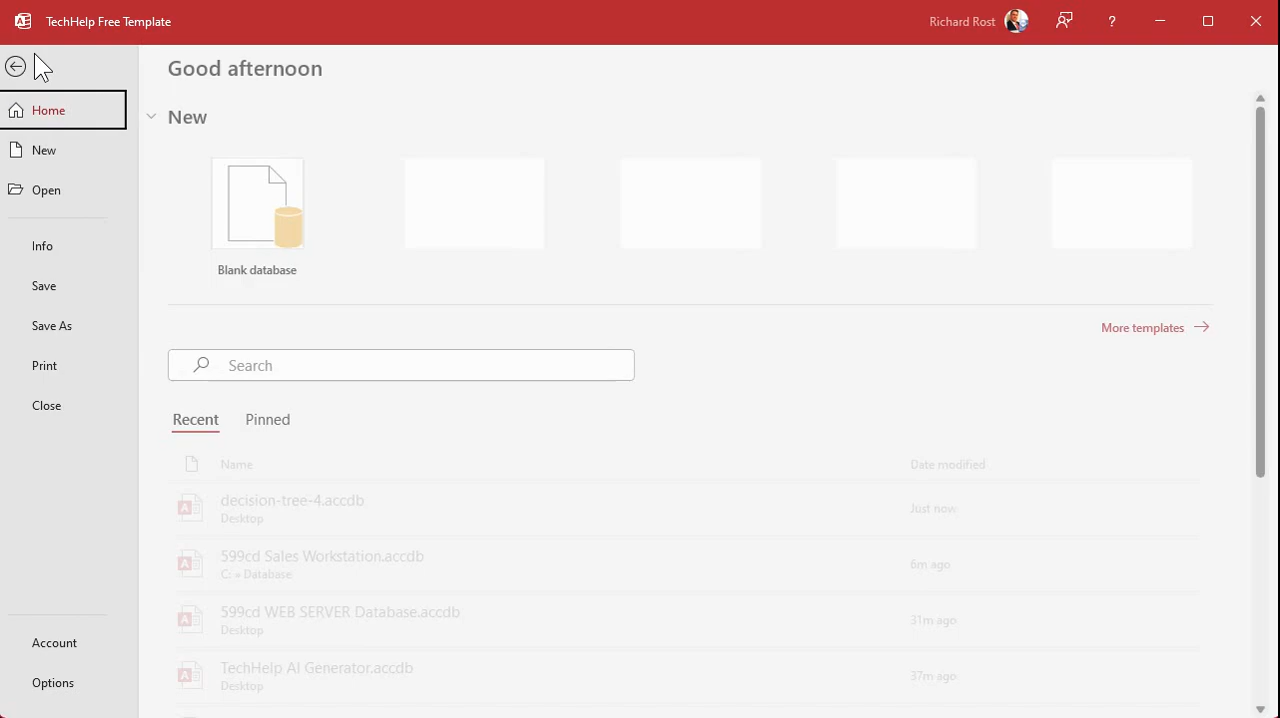 TechHelp Free Template
Richard Rost
?
Good afternoon
Home
New
Open
Info
Save
Save As
Print
Close
Account
Options
New
Blank database
More templates
Search
Recent Pinned
Name Date modified
decision-tree-4.accdb
Desktop
Just now
599cd Sales Workstation.accdb
C: » Database
6m ago
599cd WEB SERVER Database.accdb
Desktop
31m ago
TechHelp AI Generator.accdb
Desktop
37m ago